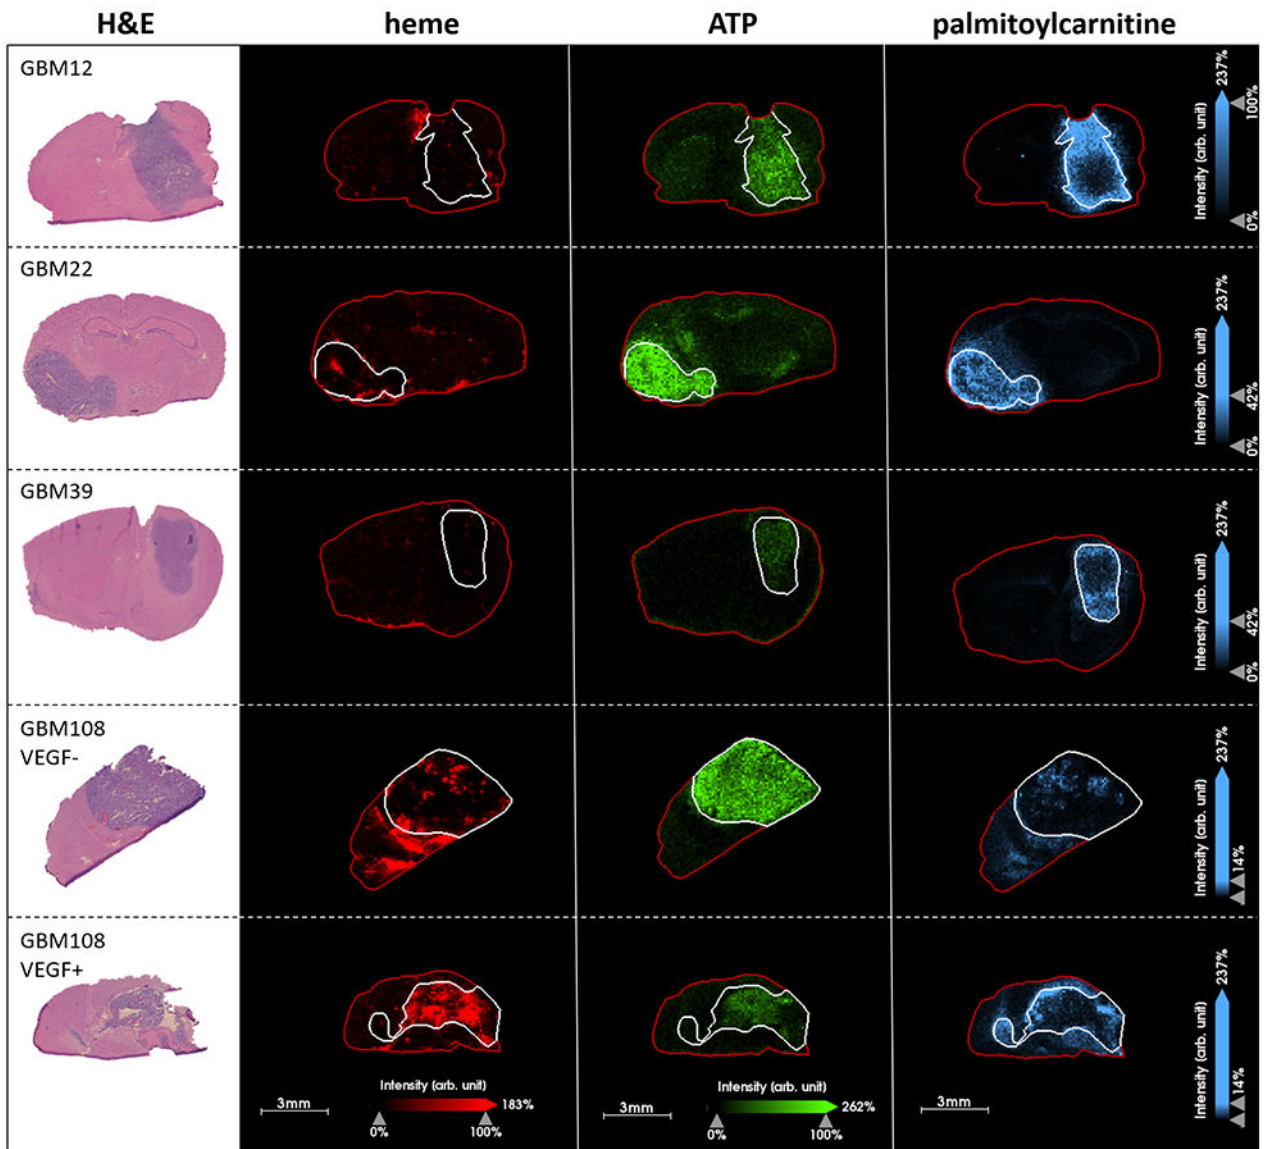 H&E heme ATP palmitoylcarnitine
GBM12
Intensity (arb. unit)
237%
100%
0%
GBM22
Intensity (arb. unit)
237%
42%
0%
GBM39
Intensity (arb. unit)
237%
42%
0%
GBM108
VEGF-
Intensity (arb. unit)
237%
14%
GBM108
VEGF+
Intensity (arb. unit)
237%
14%
3mm
Intensity (arb. unit)
183%
0% 100%
3mm
Intensity (arb. unit)
262%
0% 100%
3mm